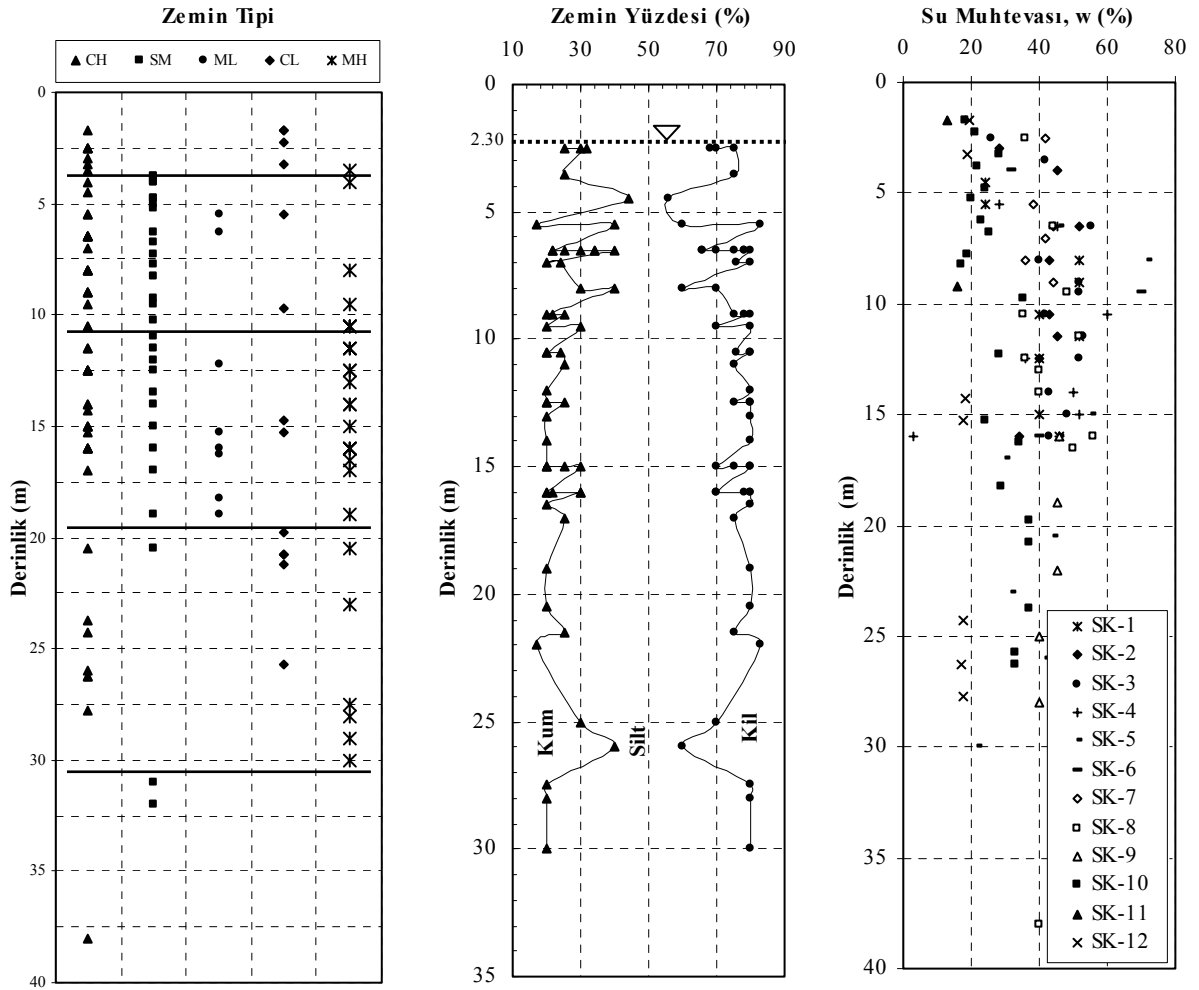 Zemin Tipi
CH SM ML CL MH
0
5
10
15
20
25
30
35
40
Derinlik (m)
Zemin Yüzdesi (%)
10 30 50 70 90
0
2.30
5
10
15
20
25
30
35
Derinlik (m)
Kum
Silt
Kil
Su Muhtevası, w (%)
0 20 40 60 80
0
5
10
15
20
25
30
35
40
Derinlik (m)
SK-1
SK-2
SK-3
SK-4
SK-5
SK-6
SK-7
SK-8
SK-9
SK-10
SK-11
SK-12